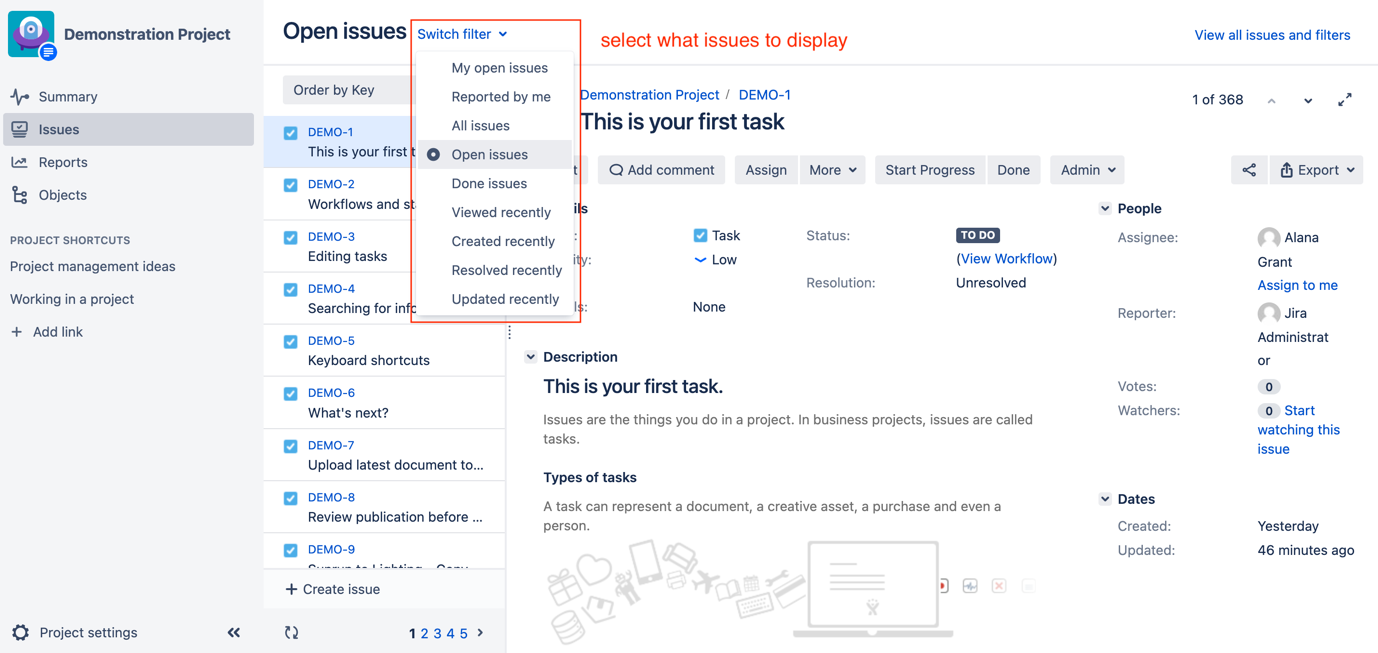 Demonstration Project
Summary
Issues
Reports
Objects
PROJECT SHORTCUTS
Project management ideas
Working in a project
Add link
Project settings
Open issues
Switch filter
select what issues to display
View all issues and filters
My open issues
Reported by me
All issues
Open issues
Done issues
Viewed recently
Created recently
Resolved recently
Updated recently
Order by Key
DEMO-1
This is your first t
DEMO-2
Workflows and st
DEMO-3
Editing tasks
DEMO-4
Searching for info
DEMO-5
Keyboard shortcuts
DEMO-6
What's next?
DEMO-7
Upload latest document to...
DEMO-8
Review publication before ...
DEMO-9
Create issue
1 2 3 4 5
Demonstration Project / DEMO-1
1 of 368
This is your first task
t Add comment Assign More Start Progress Done Admin Export
ils
: Task
ity: Low
ls: None
Status: TO DO
(View Workflow)
Resolution: Unresolved
Description
This is your first task.
Issues are the things you do in a project. In business projects, issues are called
tasks.
Types of tasks
A task can represent a document, a creative asset, a purchase and even a
person.
People
Assignee: Alana
Grant
Assign to me
Reporter: Jira
Administrat
or
Votes: 0
Watchers: 0 Start
watching this
issue
Dates
Created: Yesterday
Updated: 46 minutes ago